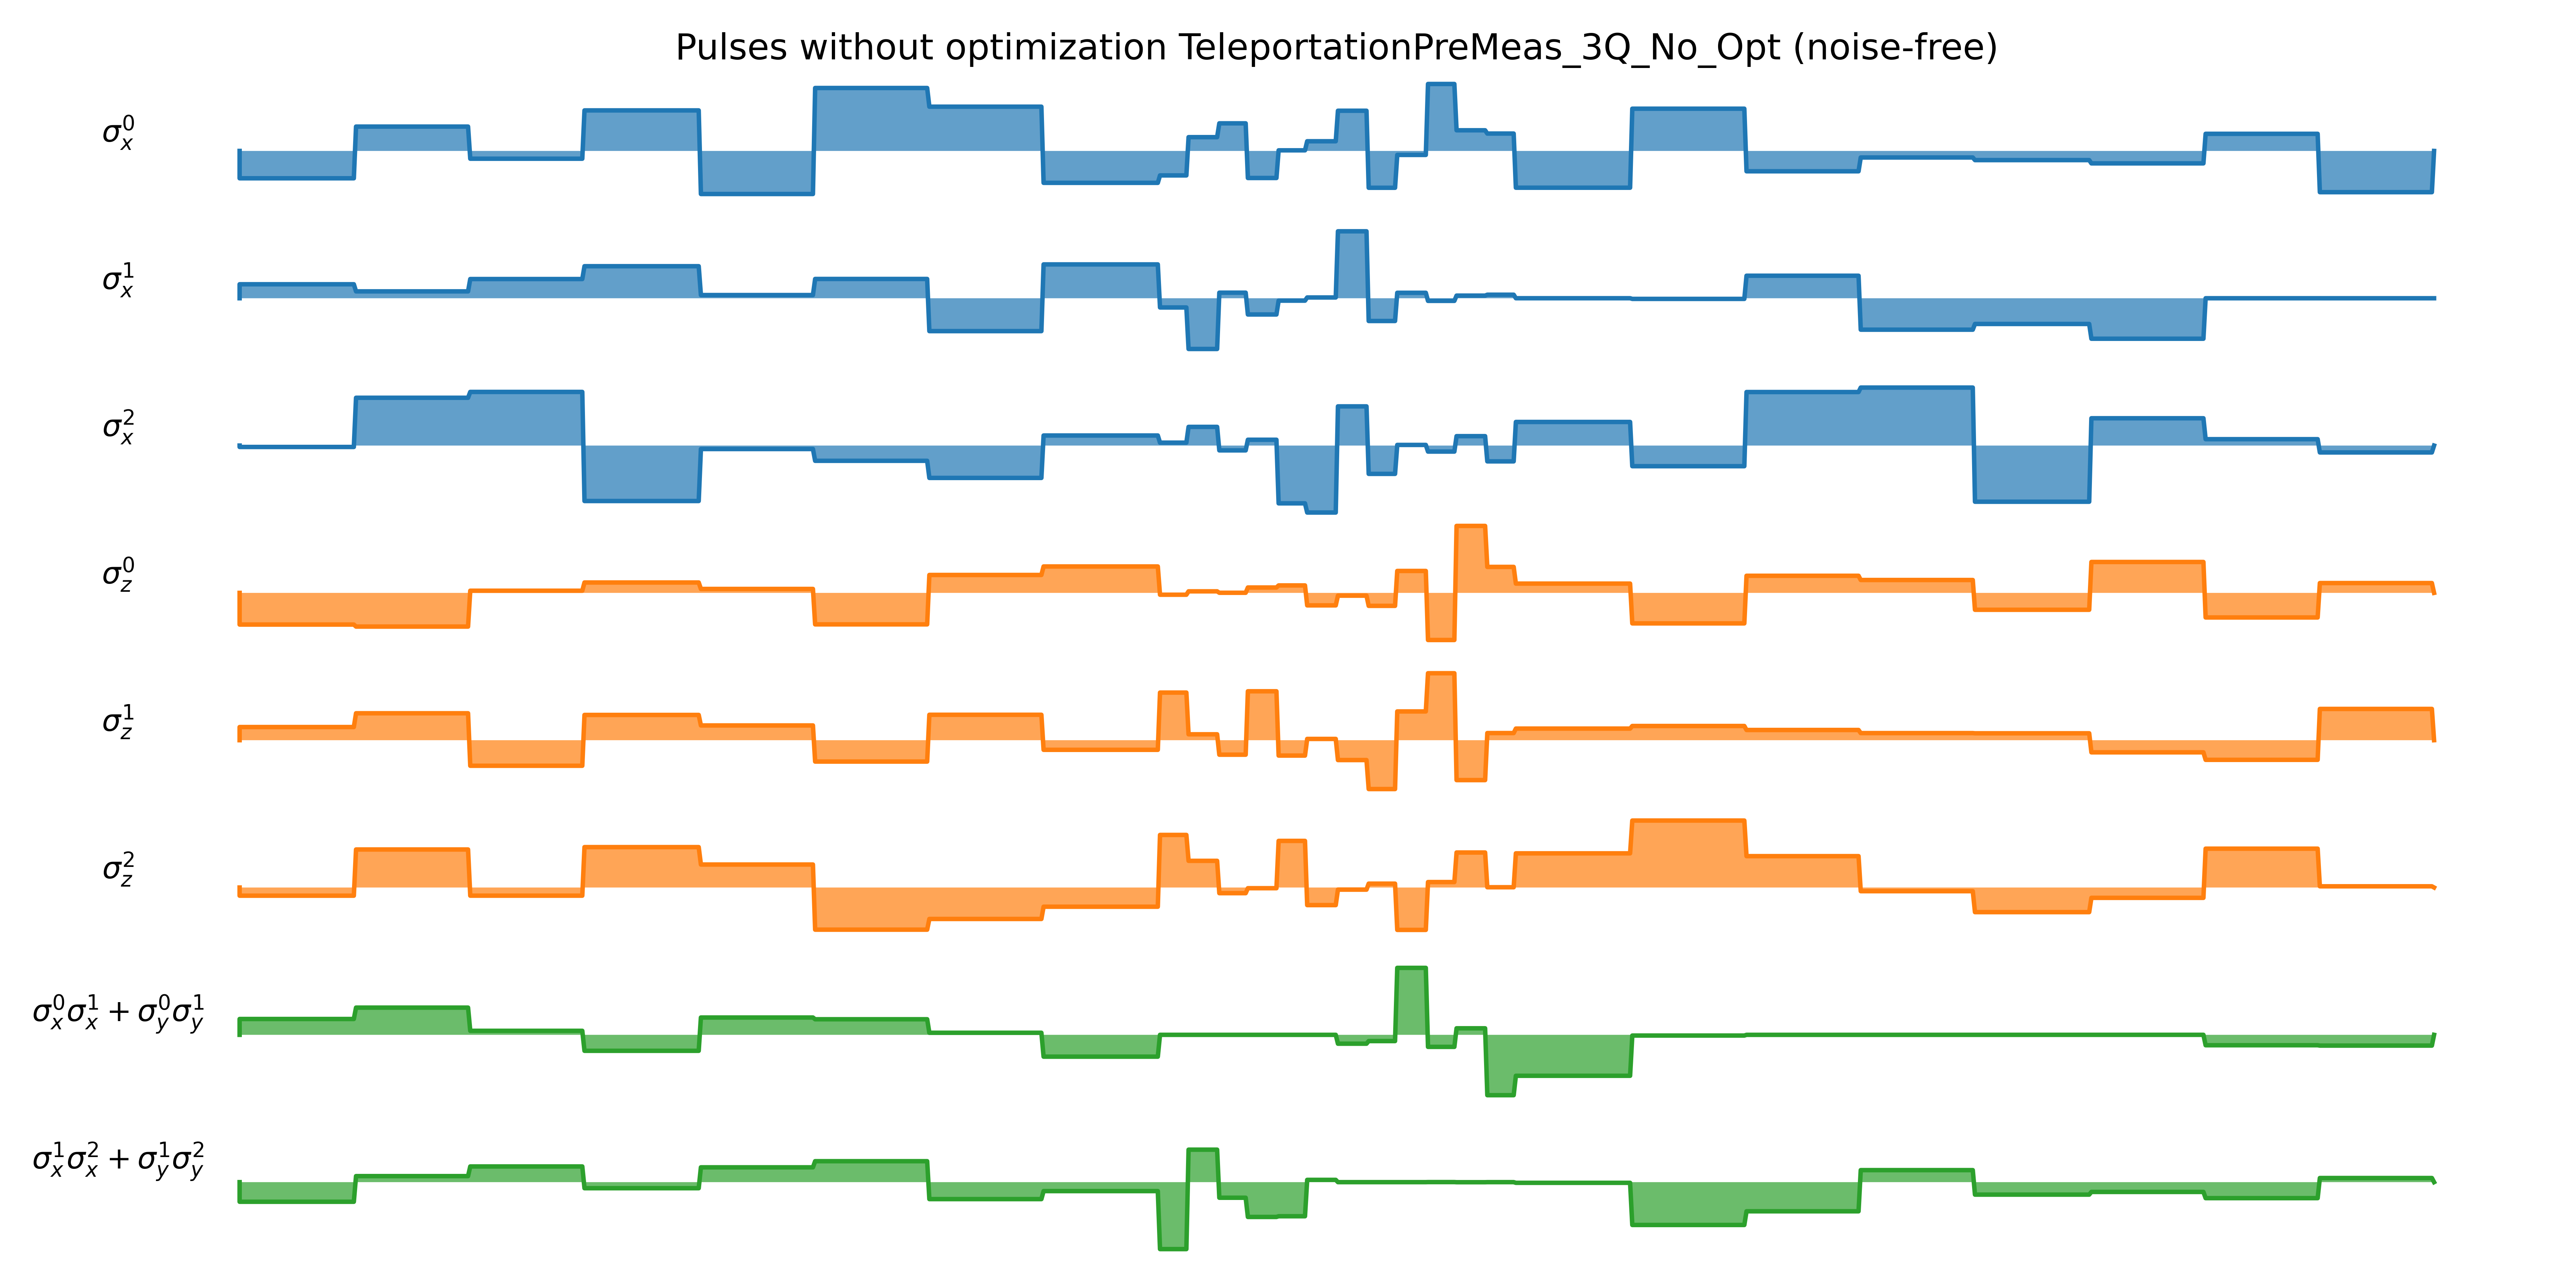 Pulses without optimization TeleportationPreMeas_3Q_No_Opt (noise-free)
σ_x^0
σ_x^1
σ_x^2
σ_z^0
σ_z^1
σ_z^2
σ_x^0σ_x^1 + σ_y^0σ_y^1
σ_x^1σ_x^2 + σ_y^1σ_y^2